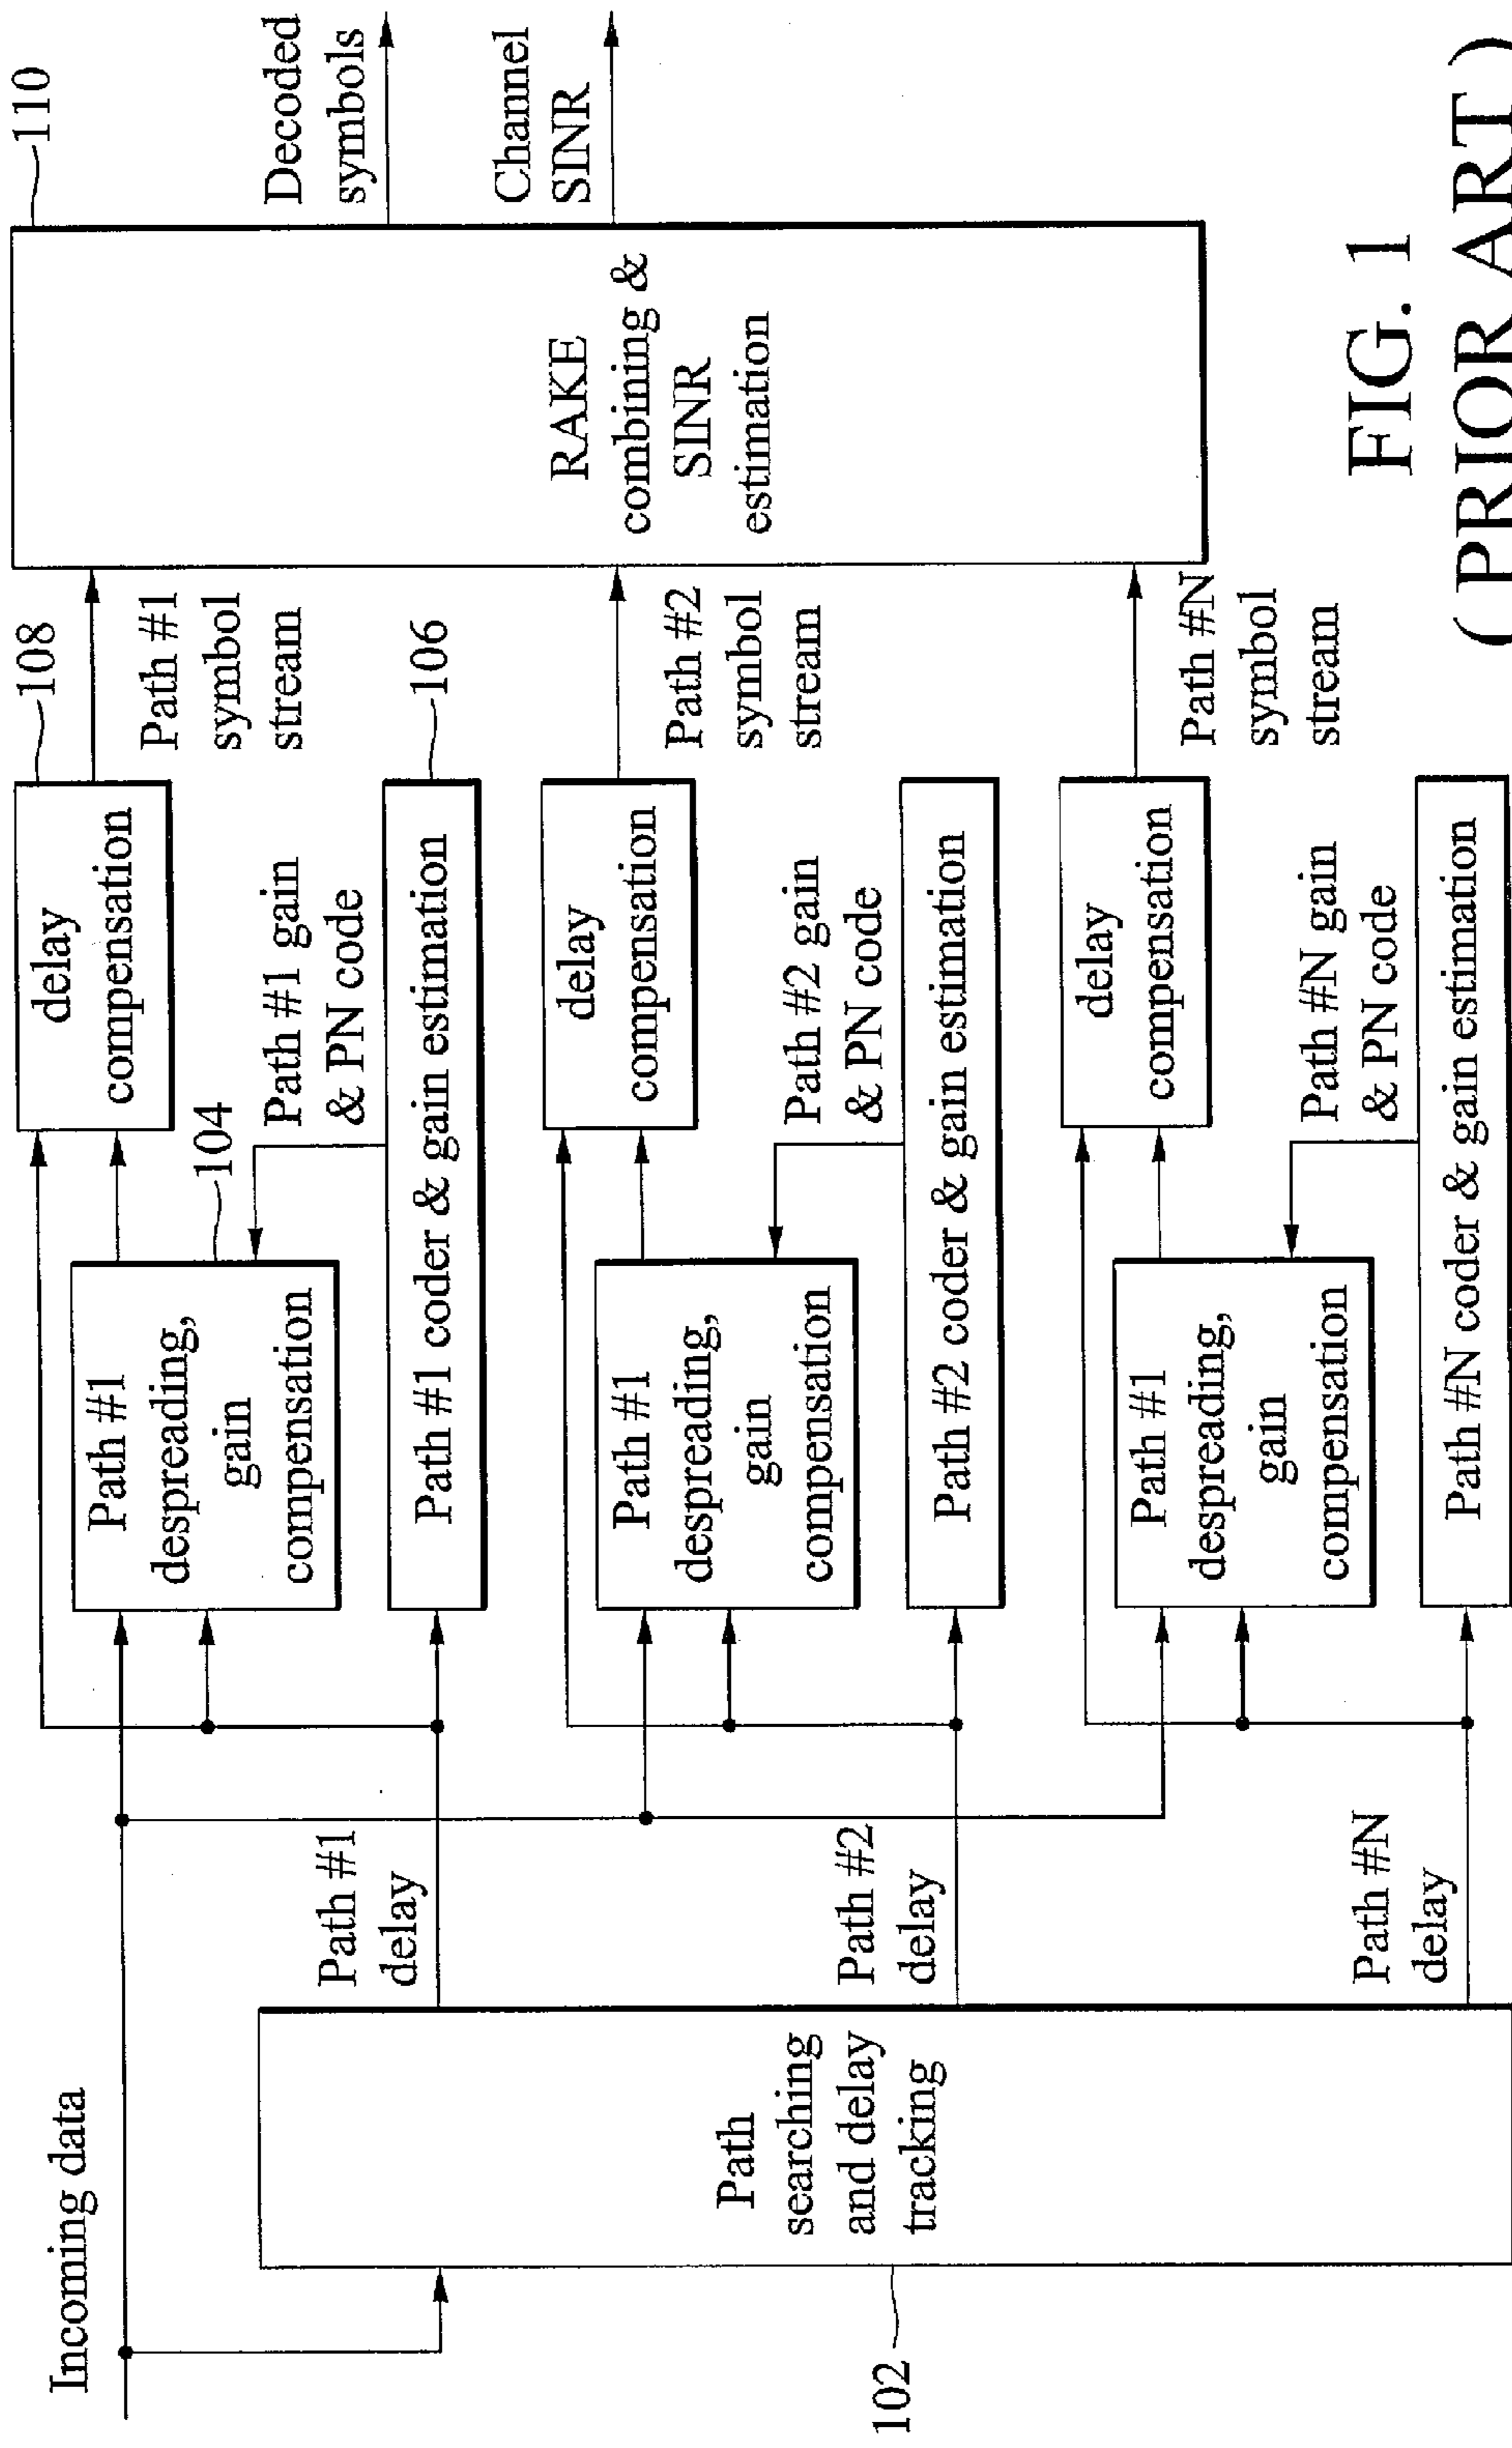 Incoming data
102
Path
searching
and delay
tracking
Path #1
delay
Path #2
delay
Path #N
delay
Path #1
despreading,
gain
compensation
104
Path #1 gain
& PN code
Path #1 coder & gain estimation
106
delay
compensation
108
Path #1
symbol
stream
Path #1
despreading,
gain
compensation
Path #2 gain
& PN code
Path #2 coder & gain estimation
delay
compensation
Path #2
symbol
stream
Path #1
despreading,
gain
compensation
Path #N gain
& PN code
Path #N coder & gain estimation
delay
compensation
Path #N
symbol
stream
RAKE
combining &
SINR
estimation
110
Decoded
symbols
Channel
SINR
FIG. 1
( PRIOR ART )